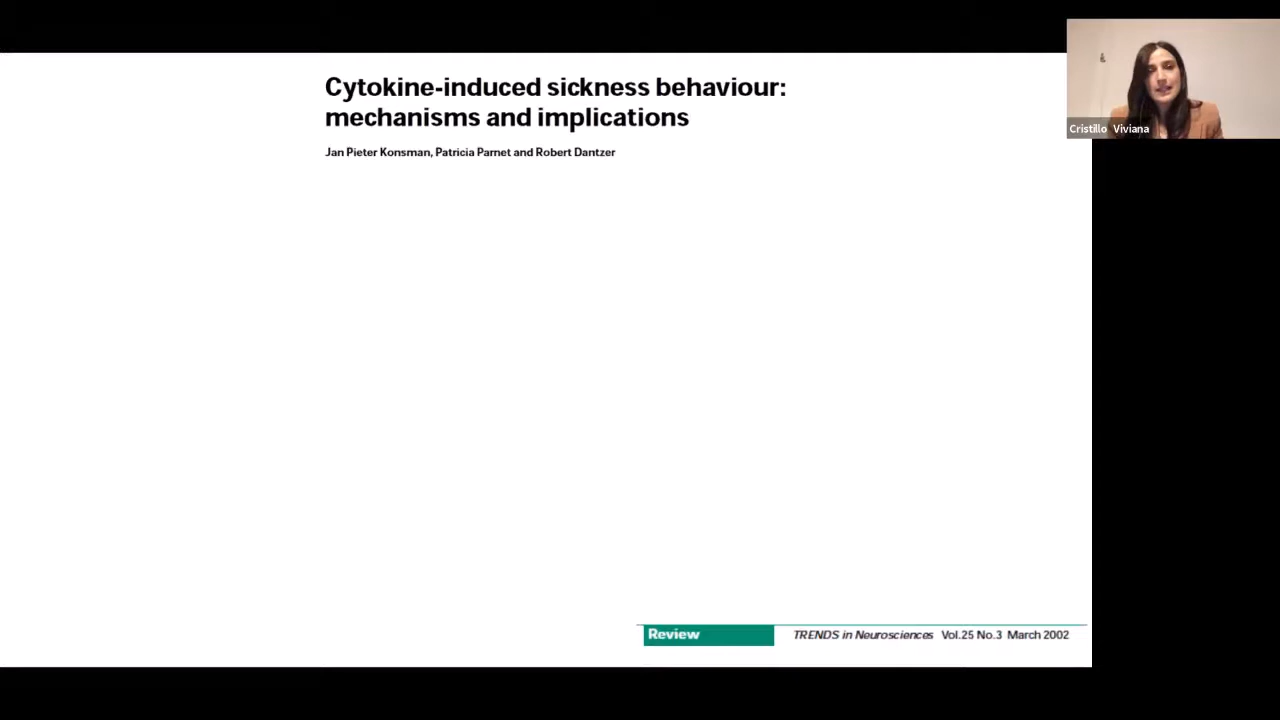 Cytokine-induced sickness behaviour:
mechanisms and implications
Jan Pieter Konsman, Patricia Parnet and Robert Dantzer
Cristillo Viviana
Review
TRENDS in Neurosciences Vol.25 No.3 March 2002